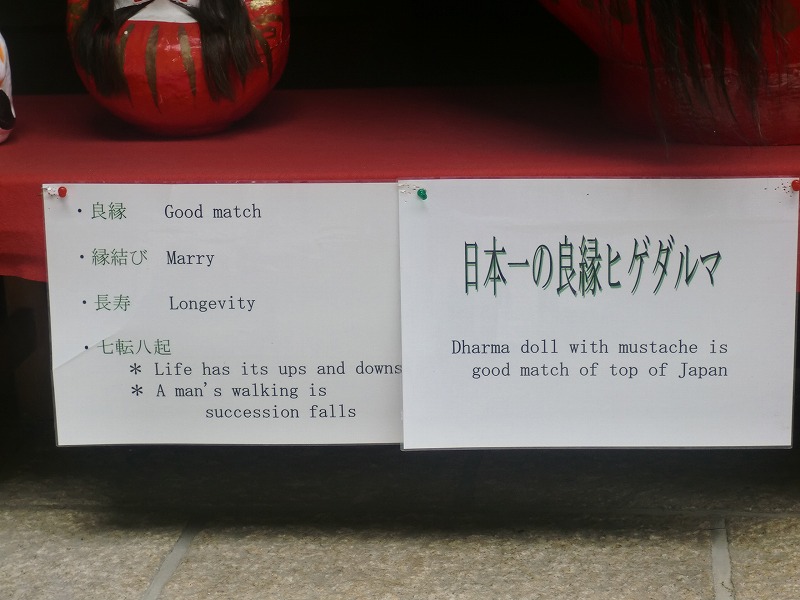 ・良縁 Good match
・縁結び Marry
・長寿 Longevity
・七転八起
＊ Life has its ups and downs
＊ A man's walking is
succession falls
日本一の良縁ヒゲダルマ
Dharma doll with mustache is
good match of top of Japan